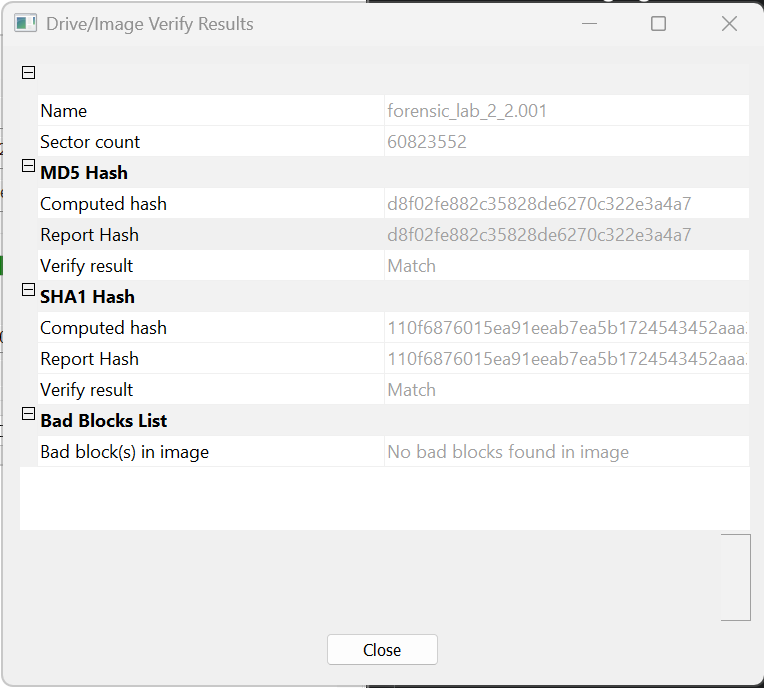 Drive/Image Verify Results
Name forensic_lab_2_2.001
Sector count 60823552
MD5 Hash
Computed hash d8f02fe882c35828de6270c322e3a4a7
Report Hash d8f02fe882c35828de6270c322e3a4a7
Verify result Match
SHA1 Hash
Computed hash 110f6876015ea91eeab7ea5b1724543452aaa.
Report Hash 110f6876015ea91eeab7ea5b1724543452aaa.
Verify result Match
Bad Blocks List
Bad block(s) in image No bad blocks found in image
Close